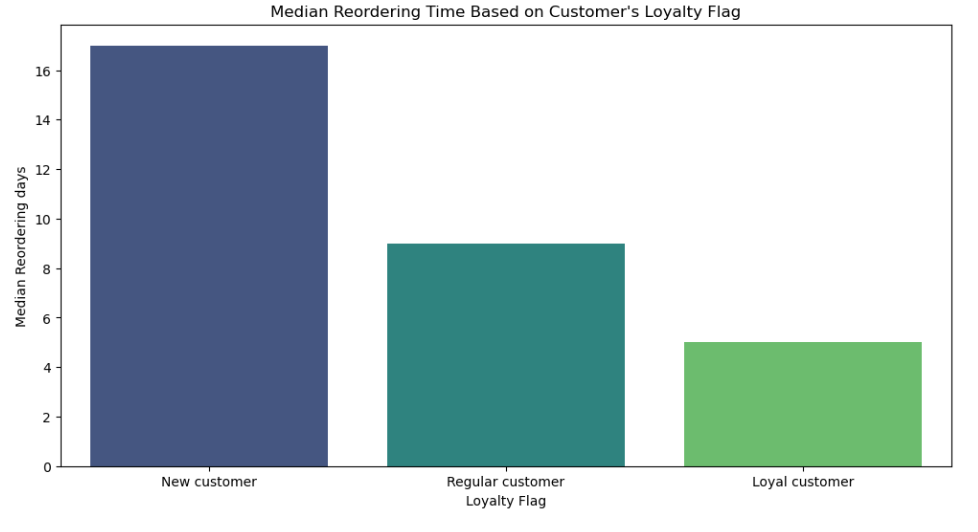 Median Reordering Time Based on Customer's Loyalty Flag
Median Reordering days
16
14
12
10
8
6
4
2
0
New customer
Regular customer
Loyal customer
Loyalty Flag